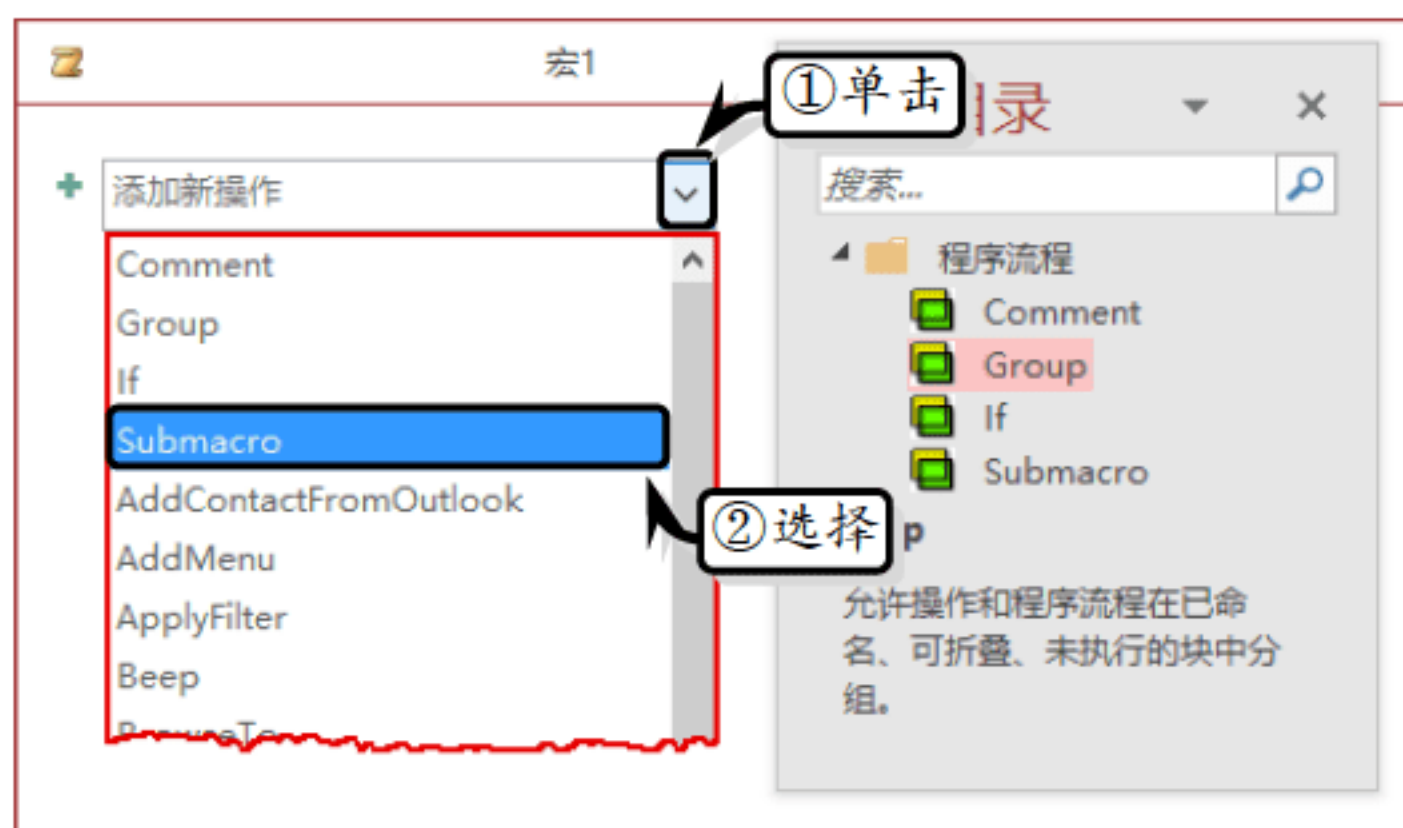 宏1
①单击
添加新操作
Comment
Group
If
Submacro
②选择
AddContactFromOutlook
AddMenu
ApplyFilter
Beep
BrowseTo
目录
搜索...
程序流程
Comment
Group
If
Submacro
p
允许操作和程序流程在已命
名、可折叠、未执行的块中分
组。